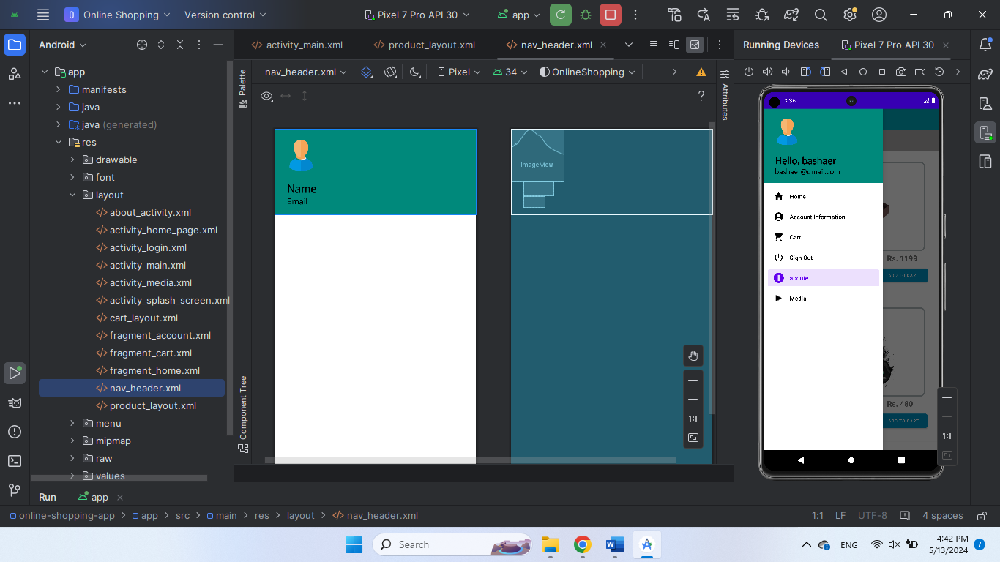 O Online Shopping Version control Pixel 7 Pro API 30 app
Android
activity_main.xml product_layout.xml nav_header.xml
Running Devices Pixel 7 Pro API 30
nav_header.xml Pixel 34 OnlineShopping
Palette
Attributes
Component Tree
app
manifests
java
java (generated)
res
drawable
font
layout
about_activity.xml
activity_home_page.xml
activity_login.xml
activity_main.xml
activity_media.xml
activity_splash_screen.xml
cart_layout.xml
fragment_account.xml
fragment_cart.xml
fragment_home.xml
nav_header.xml
product_layout.xml
menu
mipmap
raw
values
Name
Email
ImageView
1:1
3:36
Hello, bashaer
bashaer@gmail.com
Home
Account Information
Cart
Sign Out
aboute
Media
Rs. 1199
ADD TO CART
Rs. 480
ADD TO CART
1:1
Run app
online-shopping-app > app > src > main > res > layout > nav_header.xml
1:1 LF UTF-8 4 spaces
Search
ENG
4:42 PM
5/13/2024
7